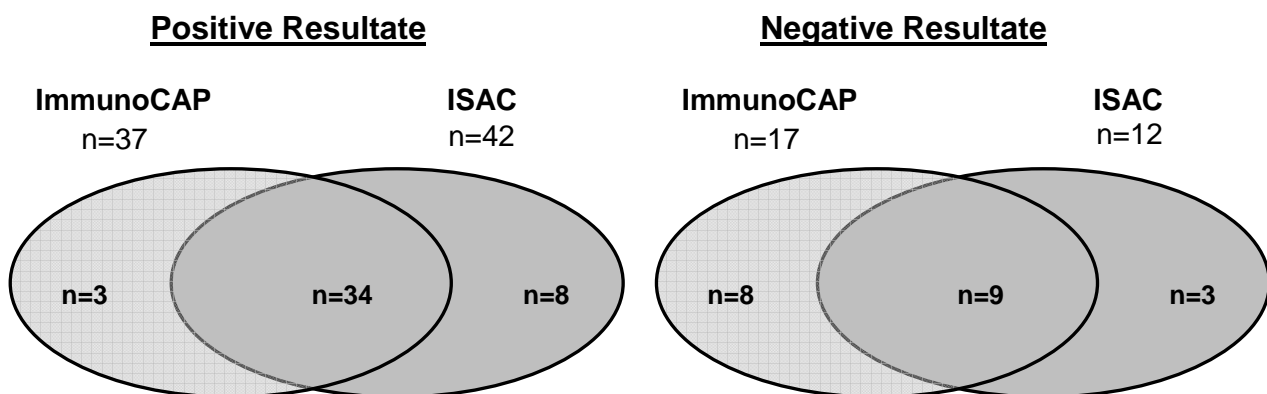 Positive Resultate
Negative Resultate
ImmunoCAP
n=37
ISAC
n=42
ImmunoCAP
n=17
ISAC
n=12
n=3
n=34
n=8
n=8
n=9
n=3